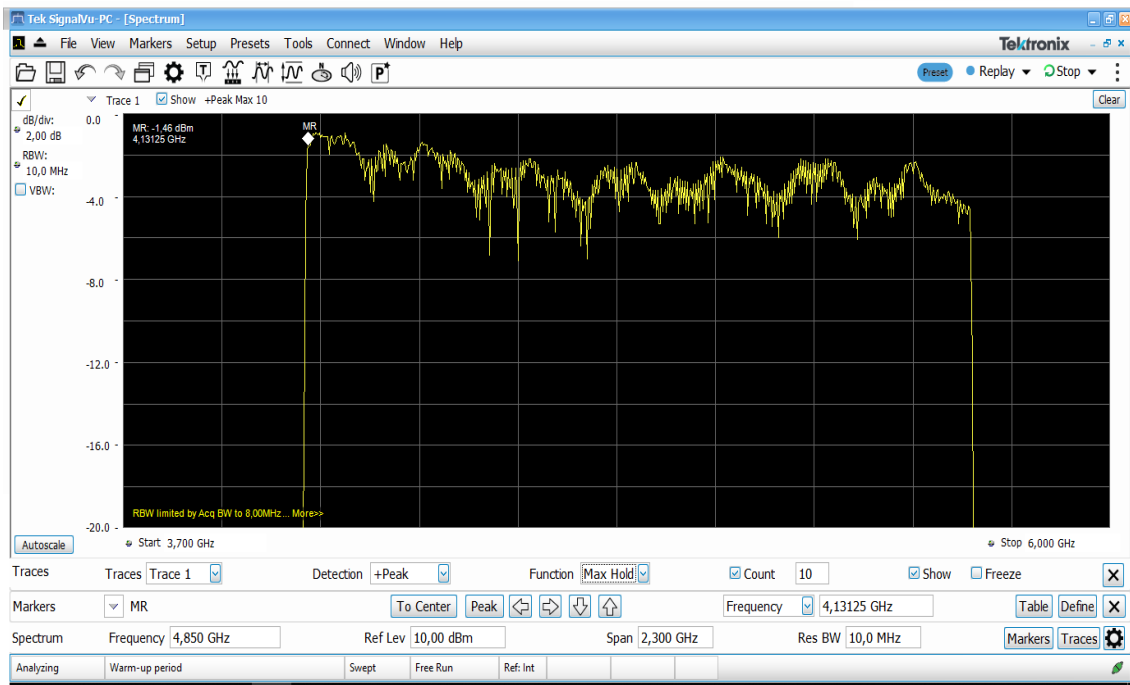 Tek SignalVu-PC - [Spectrum]
File View Markers Setup Presets Tools Connect Window Help
Tektronix
Preset Replay Stop
Trace 1 Show +Peak Max 10 Clear
dB/div:
2,00 dB
RBW:
10,0 MHz
VBW:
0.0
-4.0
-8.0
-12.0
-16.0
-20.0
MR: -1,46 dBm
4,13125 GHz
MR
RBW limited by Acq BW to 8,00MHz... More>>
Autoscale Start 3,700 GHz Stop 6,000 GHz
Traces Traces Trace 1 Detection +Peak Function Max Hold Count 10 Show Freeze X
Markers MR To Center Peak Frequency 4,13125 GHz Table Define X
Spectrum Frequency 4,850 GHz Ref Lev 10,00 dBm Span 2,300 GHz Res BW 10,0 MHz Markers Traces
Analyzing Warm-up period Swept Free Run Ref: Int